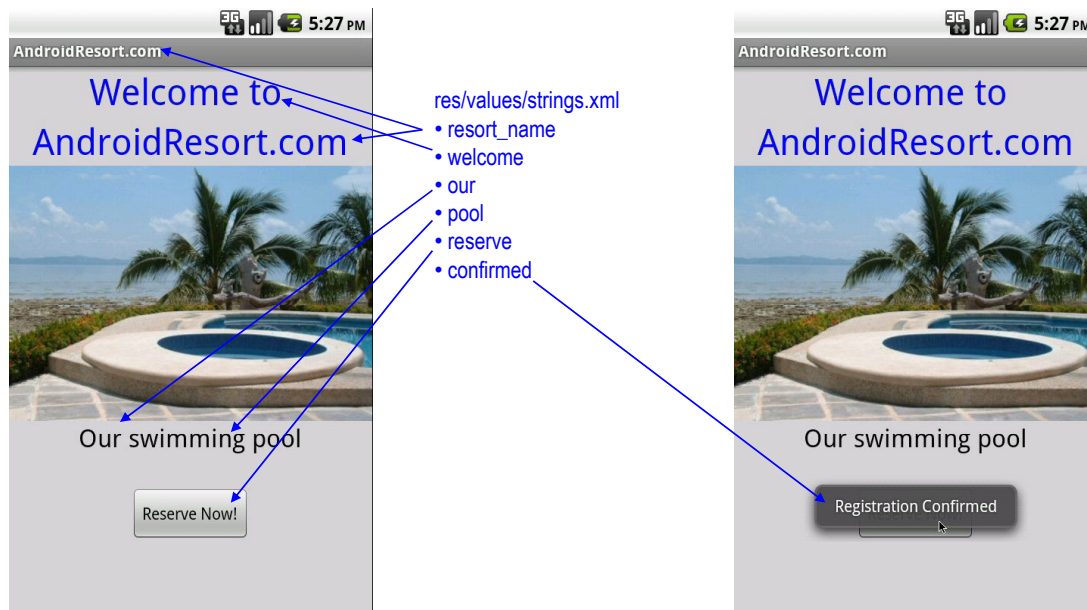 3G 5:27 PM
AndroidResort.com
Welcome to
AndroidResort.com
Our swimming pool
Reserve Now!
res/values/strings.xml
• resort_name
• welcome
• our
• pool
• reserve
• confirmed
3G 5:27 PM
AndroidResort.com
Welcome to
AndroidResort.com
Our swimming pool
Registration Confirmed